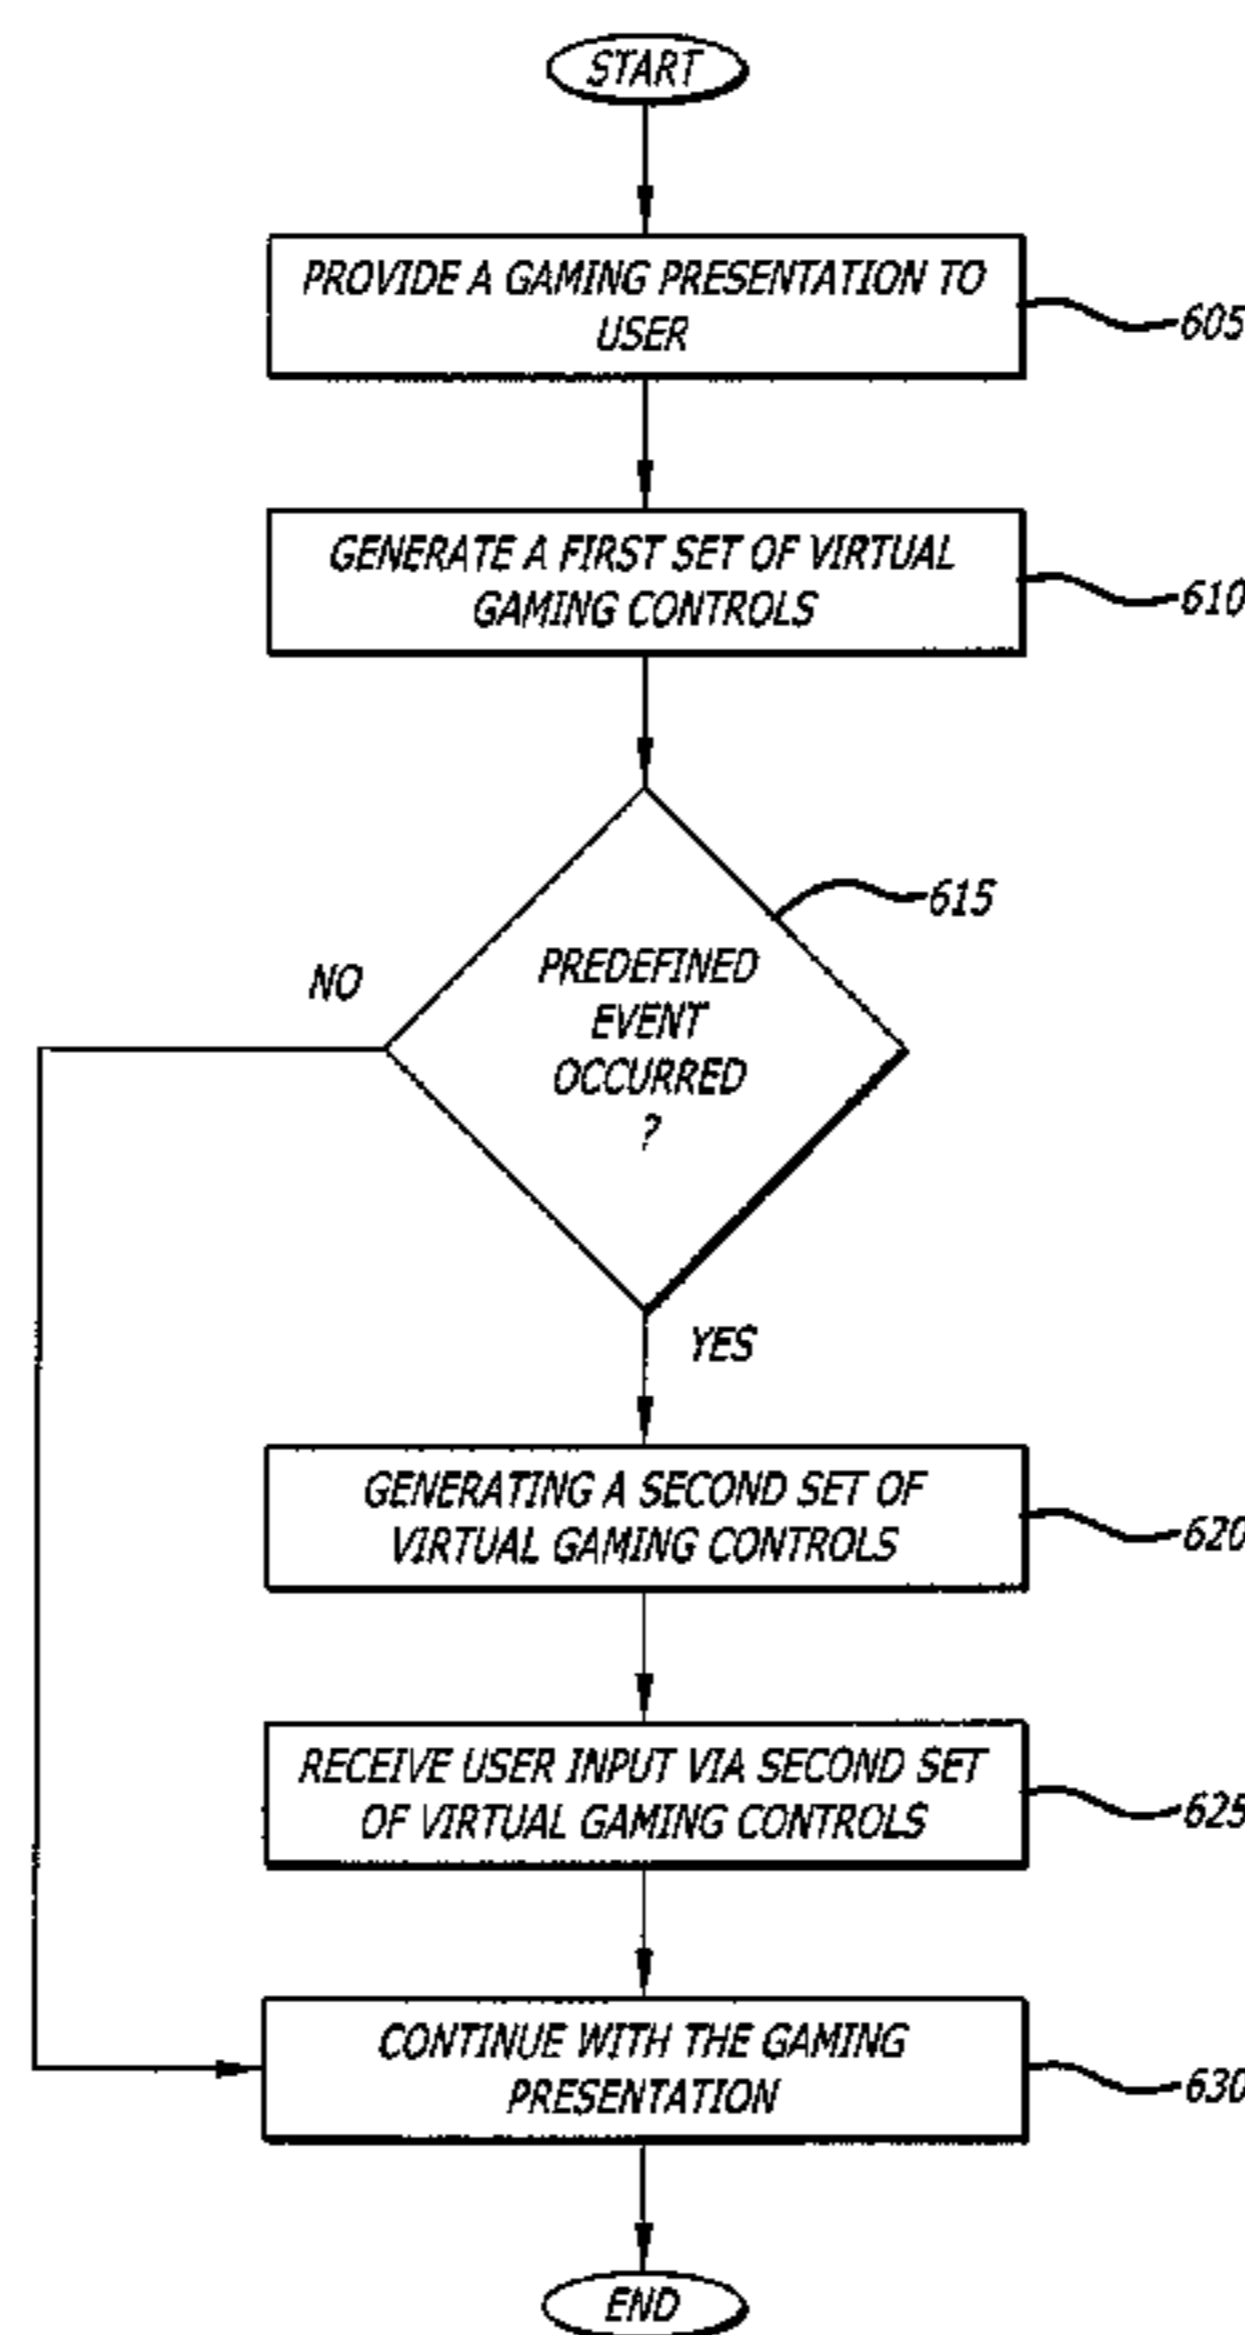 START
PROVIDE A GAMING PRESENTATION TO
USER
605
GENERATE A FIRST SET OF VIRTUAL
GAMING CONTROLS
610
615
PREDEFINED
EVENT
OCCURRED
?
NO
YES
GENERATING A SECOND SET OF
VIRTUAL GAMING CONTROLS
620
RECEIVE USER INPUT VIA SECOND SET
OF VIRTUAL GAMING CONTROLS
625
CONTINUE WITH THE GAMING
PRESENTATION
630
END